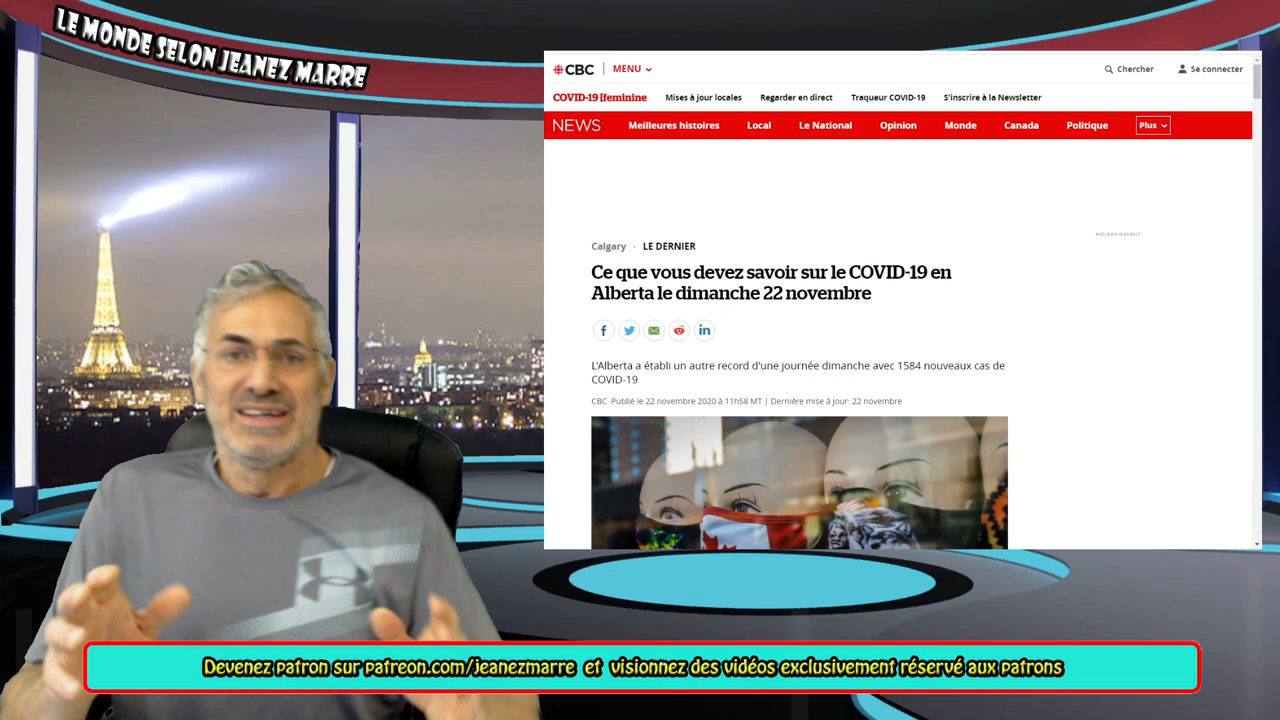 LE MONDE SELON JEANEZ MARRE
CBC MENU Chercher Se connecter
COVID-19 [feminine Mises à jour locales Regarder en direct Traqueur COVID-19 S'inscrire à la Newsletter
NEWS Meilleures histoires Local Le National Opinion Monde Canada Politique Plus
ADVERTISEMENT
Calgary · LE DERNIER
Ce que vous devez savoir sur le COVID-19 en
Alberta le dimanche 22 novembre
L'Alberta a établi un autre record d'une journée dimanche avec 1584 nouveaux cas de
COVID-19
CBC ·Publié le 22 novembre 2020 à 11h58 MT | Dernière mise à jour: 22 novembre
Devenez patron sur patreon.com/jeanezmarre et visionnez des vidéos exclusivement réservé aux patrons